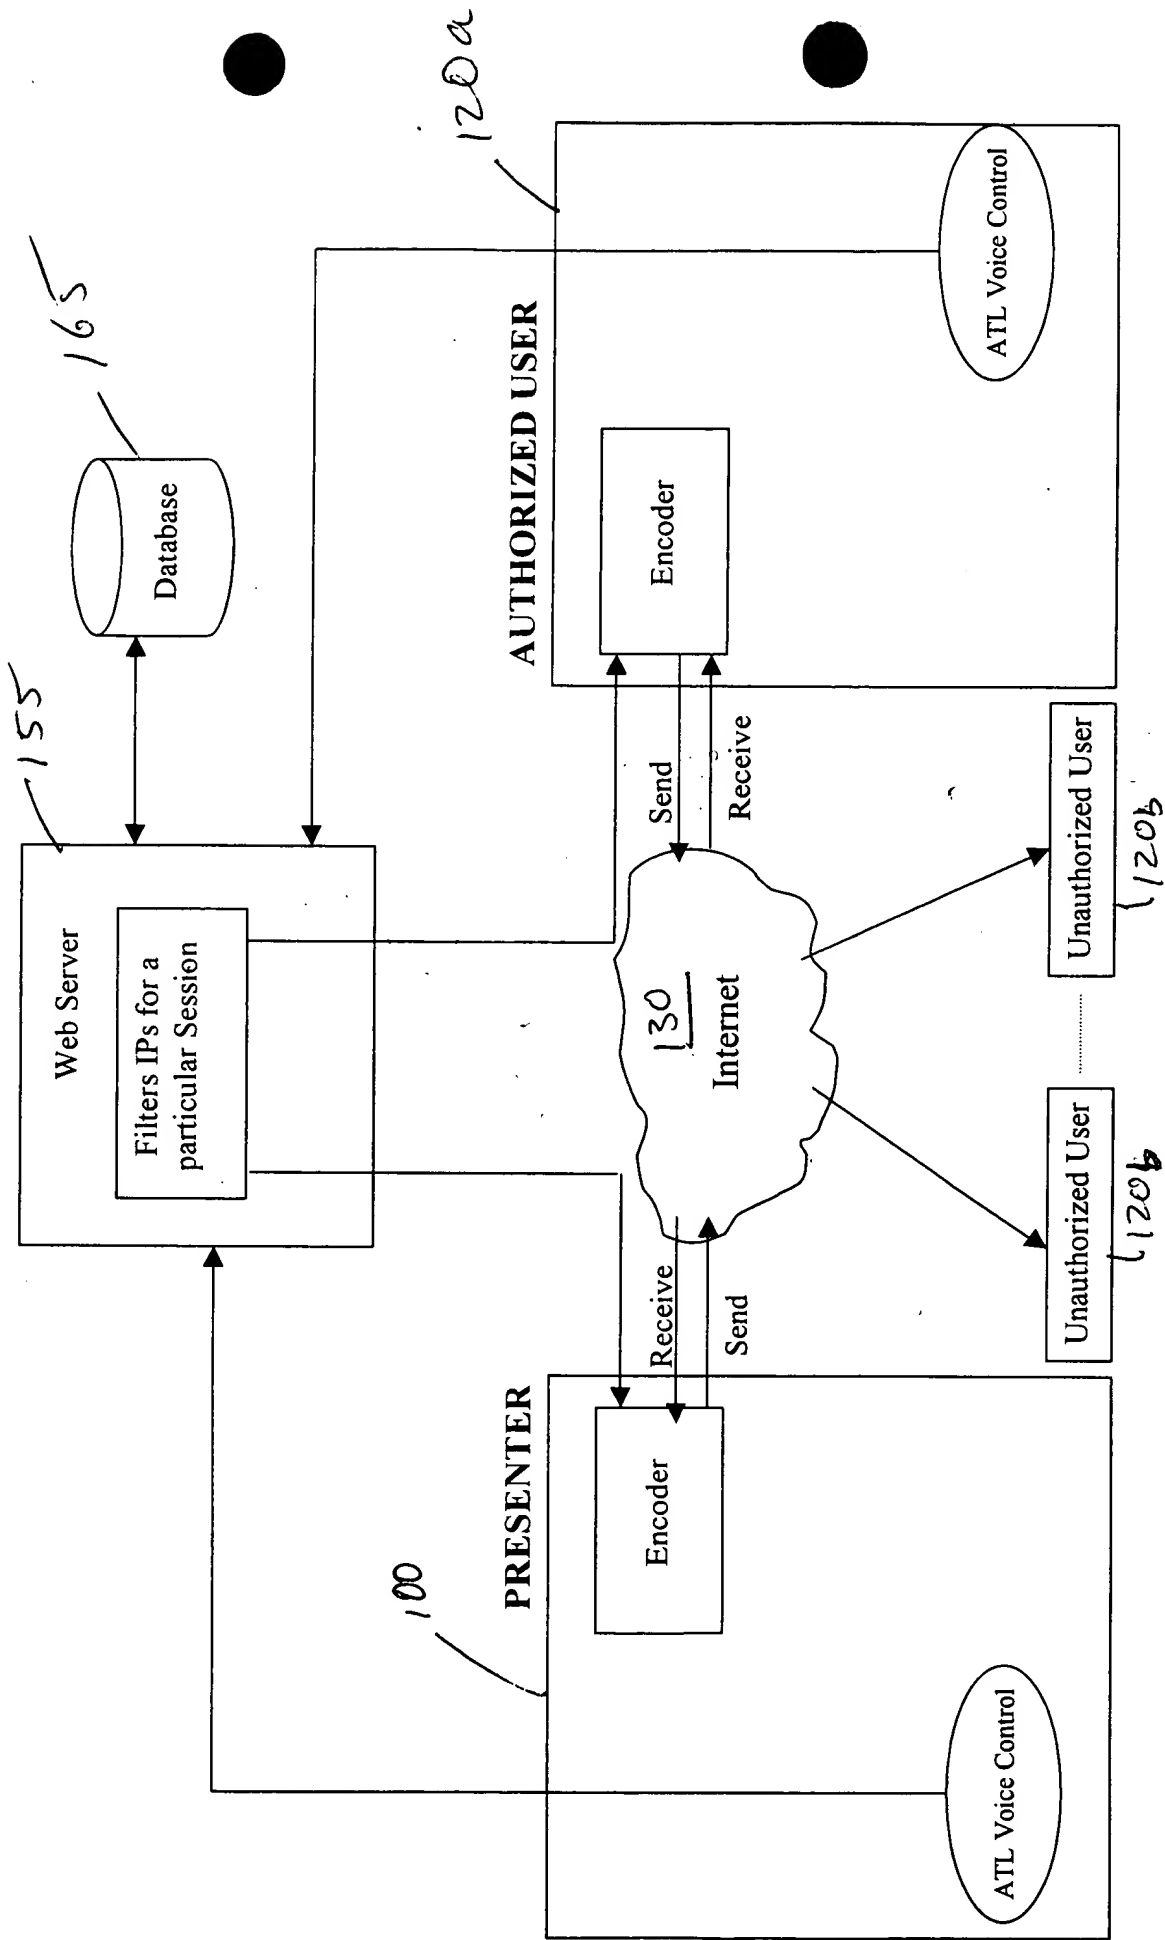 155
165
Web Server
Filters IPs for a
particular Session
Database
120a
100
PRESENTER
AUTHORIZED USER
Encoder
Receive
Send
130
Internet
Send
Receive
Encoder
ATL Voice Control
Unauthorized User
120b
Unauthorized User
120b
ATL Voice Control